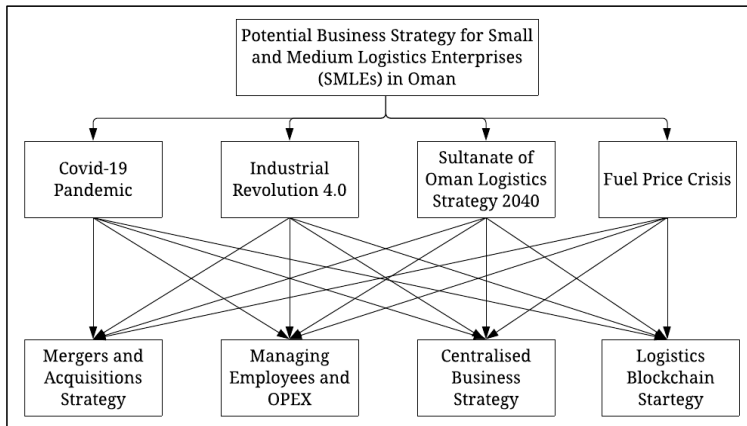 Potential Business Strategy for Small
and Medium Logistics Enterprises
(SMLEs) in Oman
Covid-19
Pandemic
Industrial
Revolution 4.0
Sultanate of
Oman Logistics
Strategy 2040
Fuel Price Crisis
Mergers and
Acquisitions
Strategy
Managing
Employees and
OPEX
Centralised
Business
Strategy
Logistics
Blockchain
Startegy